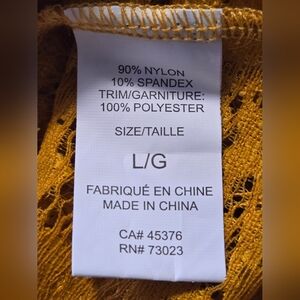 90% NYLON
10% SPANDEX
TRIM/GARNITURE:
100% POLYESTER
SIZE/TAILLE
L/G
FABRIQUÉ EN CHINE
MADE IN CHINA
CA# 45376
RN# 73023